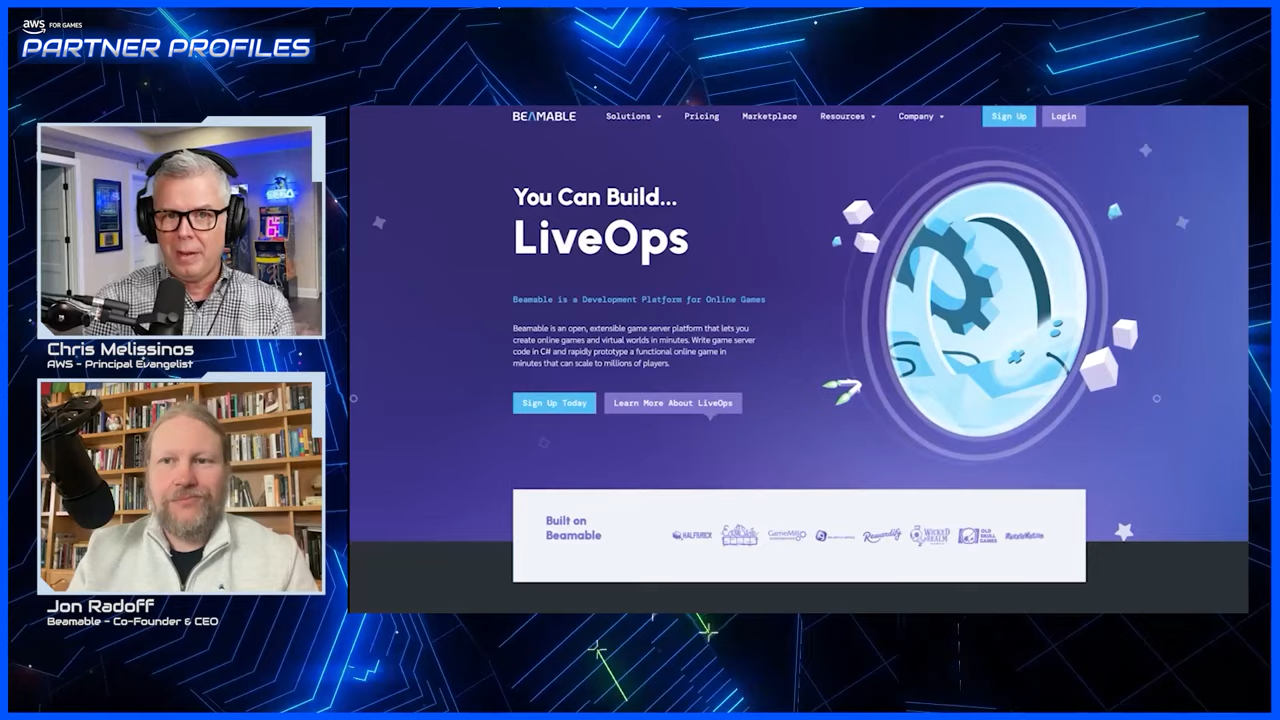 aws FOR GAMES
PARTNER PROFILES
BEAMABLE
Solutions
Pricing
Marketplace
Resources
Company
Sign Up
Login
You Can Build...
LiveOps
Beamable is a Development Platform for Online Games
Beamable is an open, extensible game server platform that lets you
create online games and virtual worlds in minutes. Write game server
code in C# and rapidly prototype a functional online game in
minutes that can scale to millions of players.
Sign Up Today
Learn More About LiveOps
Built on
Beamable
HALFBRICK
GameMill
Rewardify
WICKED
REALM
OLD
SKULL
GAMES
SEGA
Chris Melissinos
AWS - Principal Evangelist
Jon Radoff
Beamable - Co-Founder & CEO